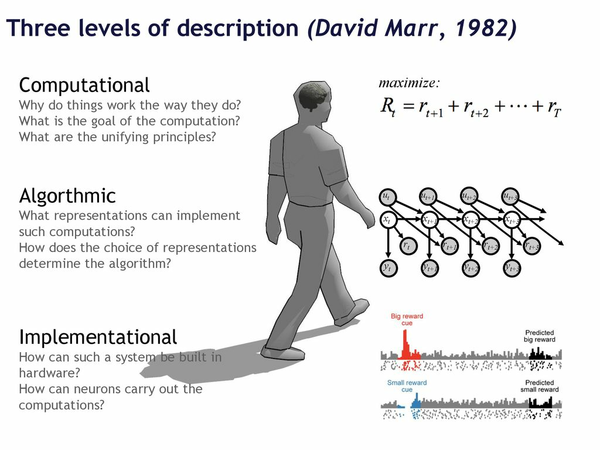 Three levels of description (David Marr, 1982)
Computational
Why do things work the way they do?
What is the goal of the computation?
What are the unifying principles?
maximize:
R_t = r_{t+1} + r_{t+2} + ⋯ + r_T
Algorthmic
What representations can implement
such computations?
How does the choice of representations
determine the algorithm?
u_t u_{t+1} u_{t+2} u_{t+3}
x_t x_{t+1} x_{t+2} x_{t+3}
r_t r_{t+1} r_{t+2} r_{t+3}
y_t y_{t+1} y_{t+2} y_{t+3}
Implementational
How can such a system be built in
hardware?
How can neurons carry out the
computations?
Big reward
cue
Predicted
big reward
Small reward
cue
Predicted
small reward